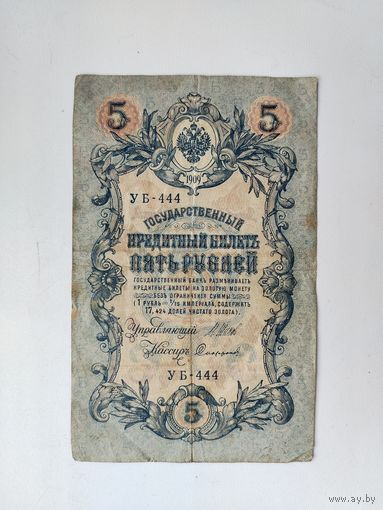 5 5
1909
УБ-444
ГОСУДАРСТВЕННЫЙ
КРЕДИТНЫЙ БИЛЕТЪ
ПЯТЬ РУБЛЕЙ
ГОСУДАРСТВЕННЫЙ БАНКЪ РАЗМѢНИВАЕТЪ
КРЕДИТНЫЕ БИЛЕТЫ НА ЗОЛОТУЮ МОНЕТУ
БЕЗЪ ОГРАНИЧЕНІЯ СУММЫ
(1 РУБЛЬ = 1/15 ИМПЕРІАЛА, СОДЕРЖИТЪ
17,424 ДОЛЕЙ ЧИСТАГО ЗОЛОТА).
Управляющій
Кассиръ
УБ-444
5
www.ay.by